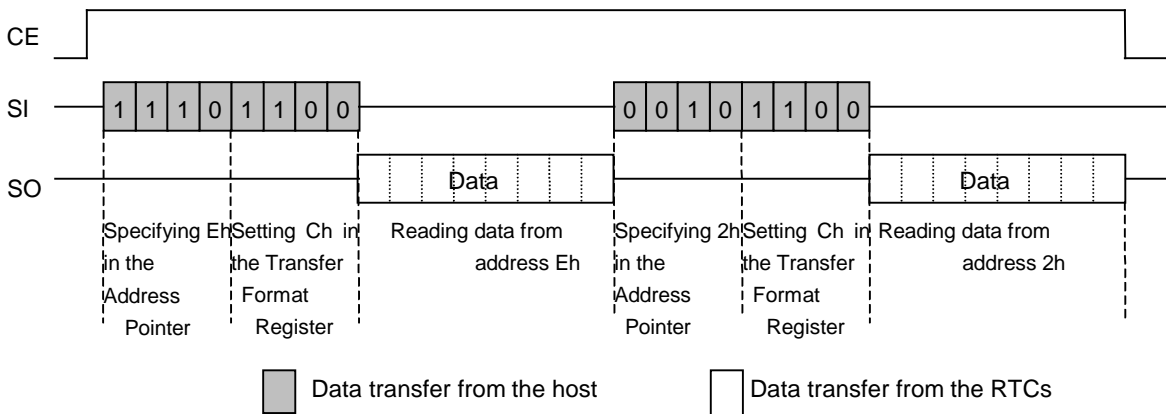 CE
SI 1 1 1 0 1 1 0 0 0 0 1 0 1 1 0 0
SO Data Data
Specifying Eh Setting Ch in Reading data from Specifying 2h Setting Ch in Reading data from
in the the Transfer address Eh in the the Transfer address 2h
Address Format Address Format
Pointer Register Pointer Register
Data transfer from the host Data transfer from the RTCs